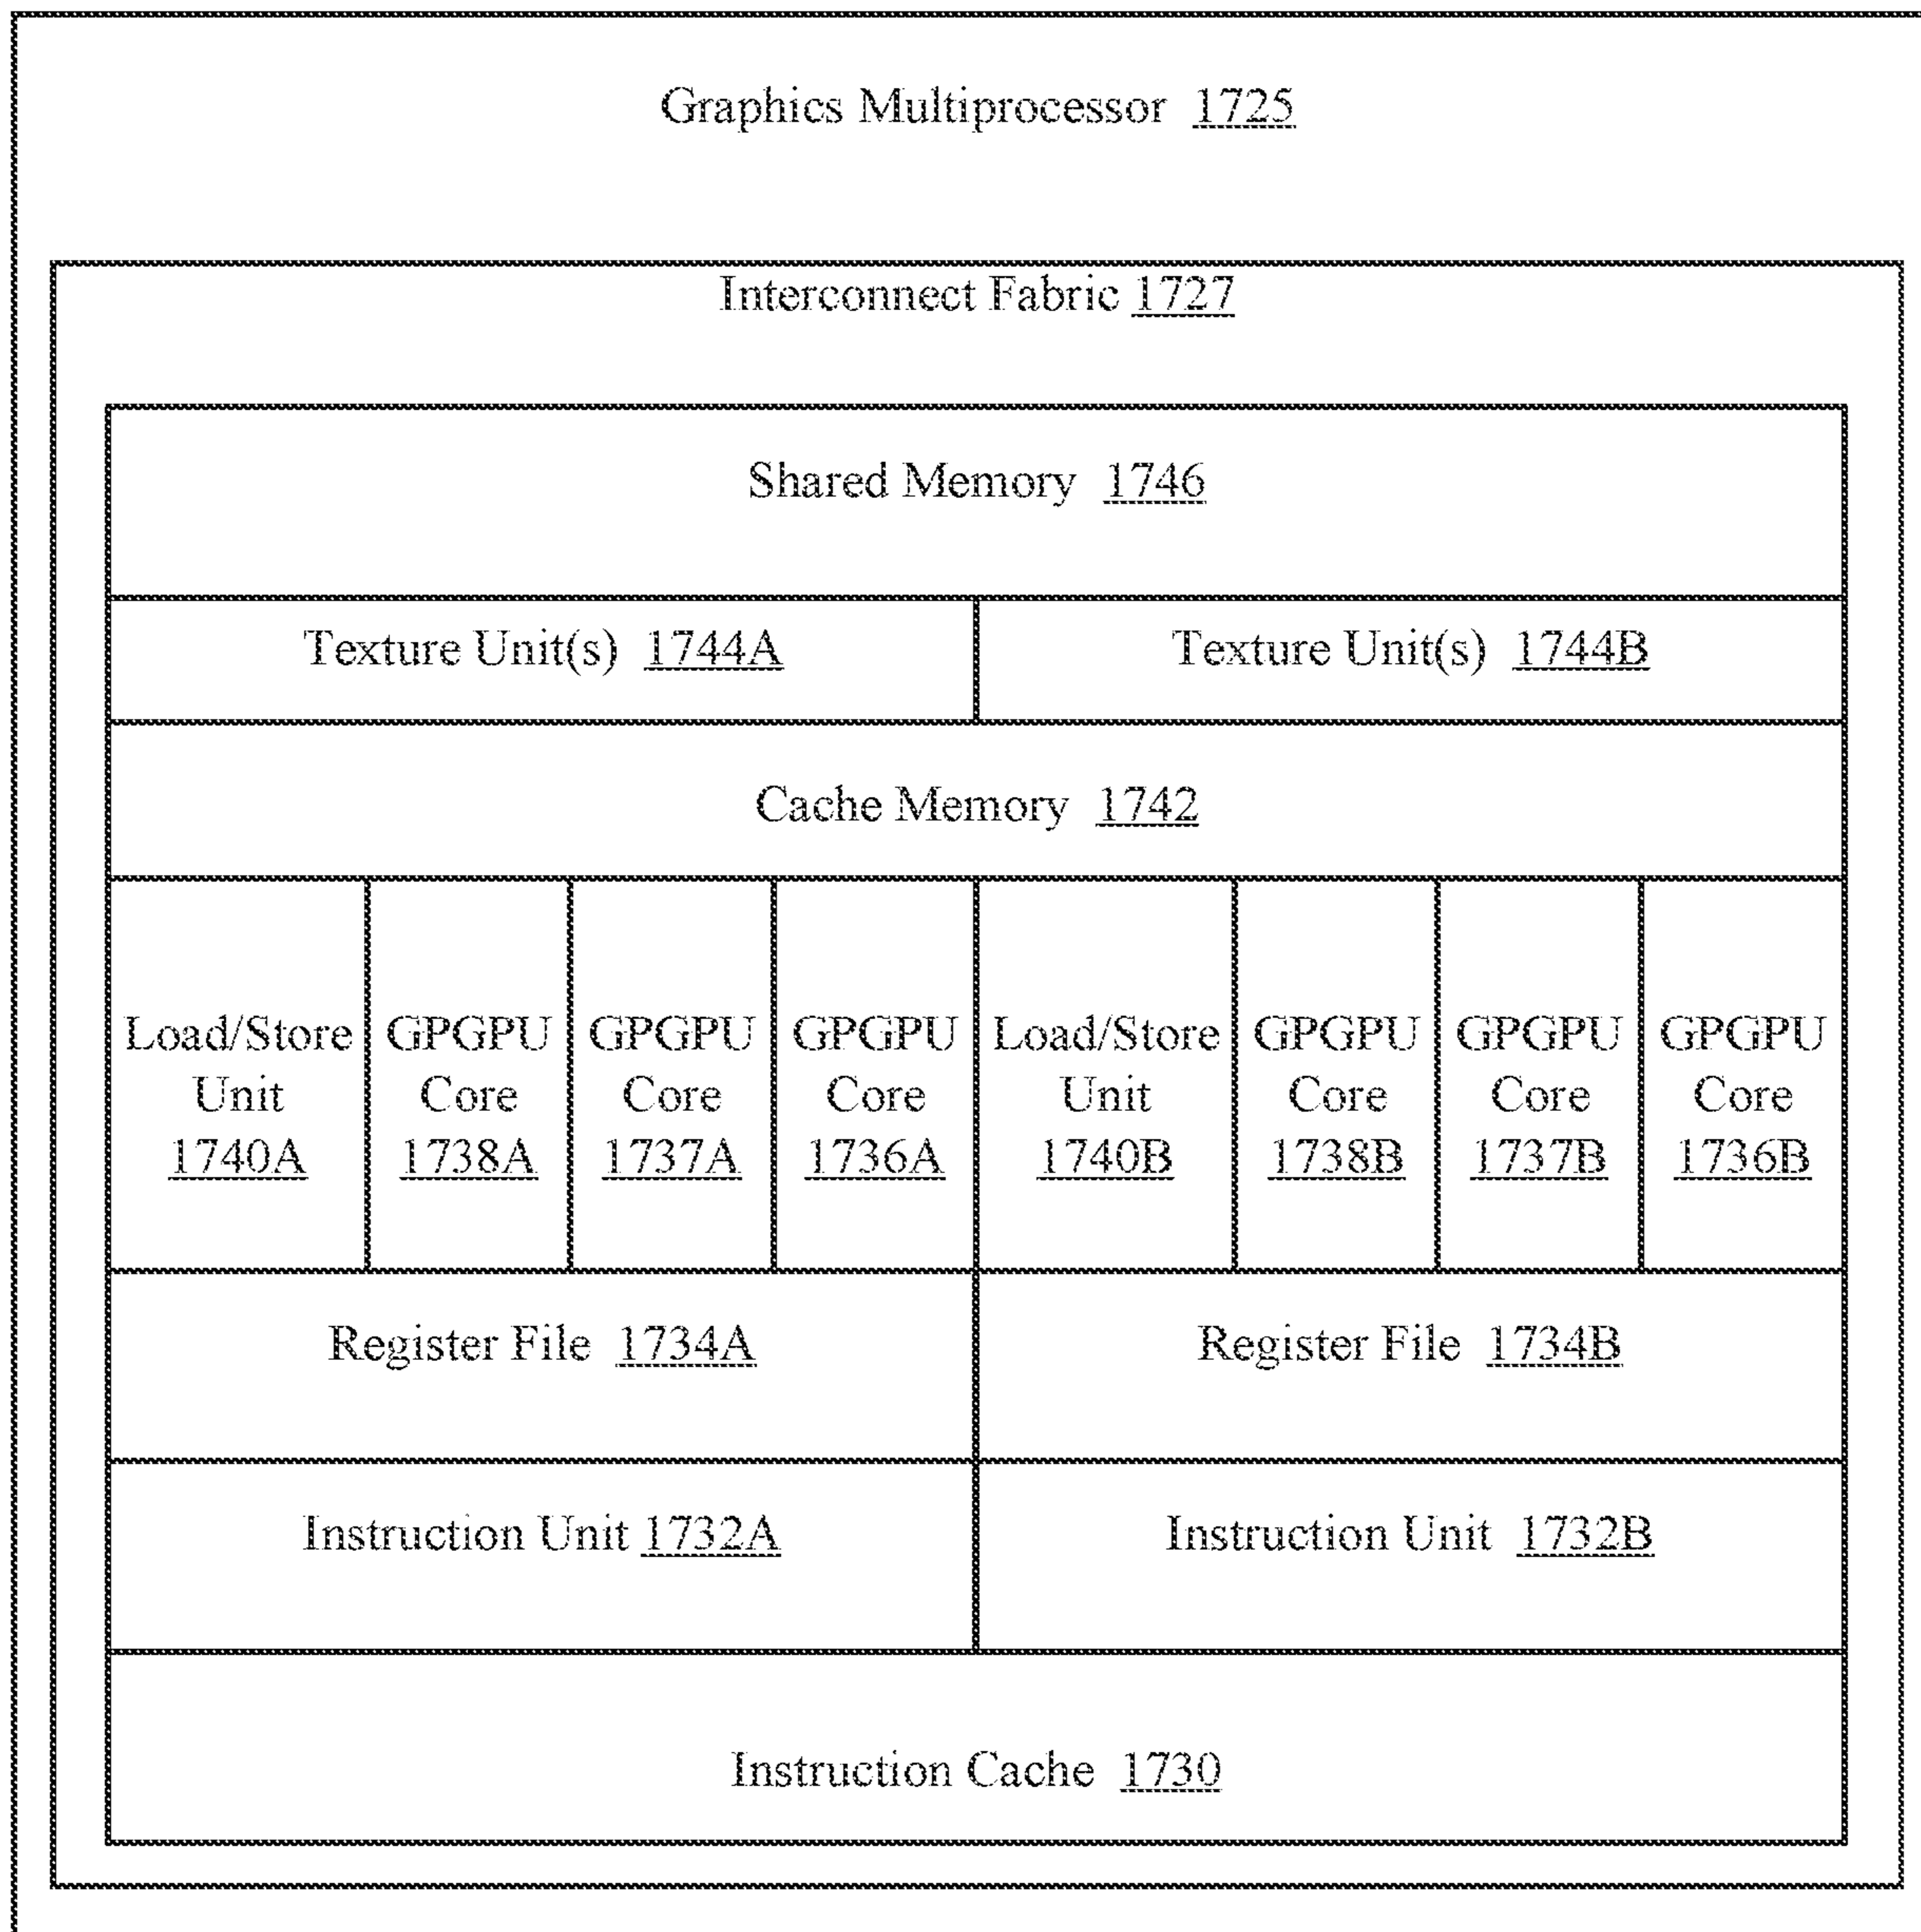 Graphics Multiprocessor 1725
Interconnect Fabric 1727
Shared Memory 1746
Texture Unit(s) 1744A
Texture Unit(s) 1744B
Cache Memory 1742
Load/Store
Unit
1740A
GPGPU
Core
1738A
GPGPU
Core
1737A
GPGPU
Core
1736A
Load/Store
Unit
1740B
GPGPU
Core
1738B
GPGPU
Core
1737B
GPGPU
Core
1736B
Register File 1734A
Register File 1734B
Instruction Unit 1732A
Instruction Unit 1732B
Instruction Cache 1730